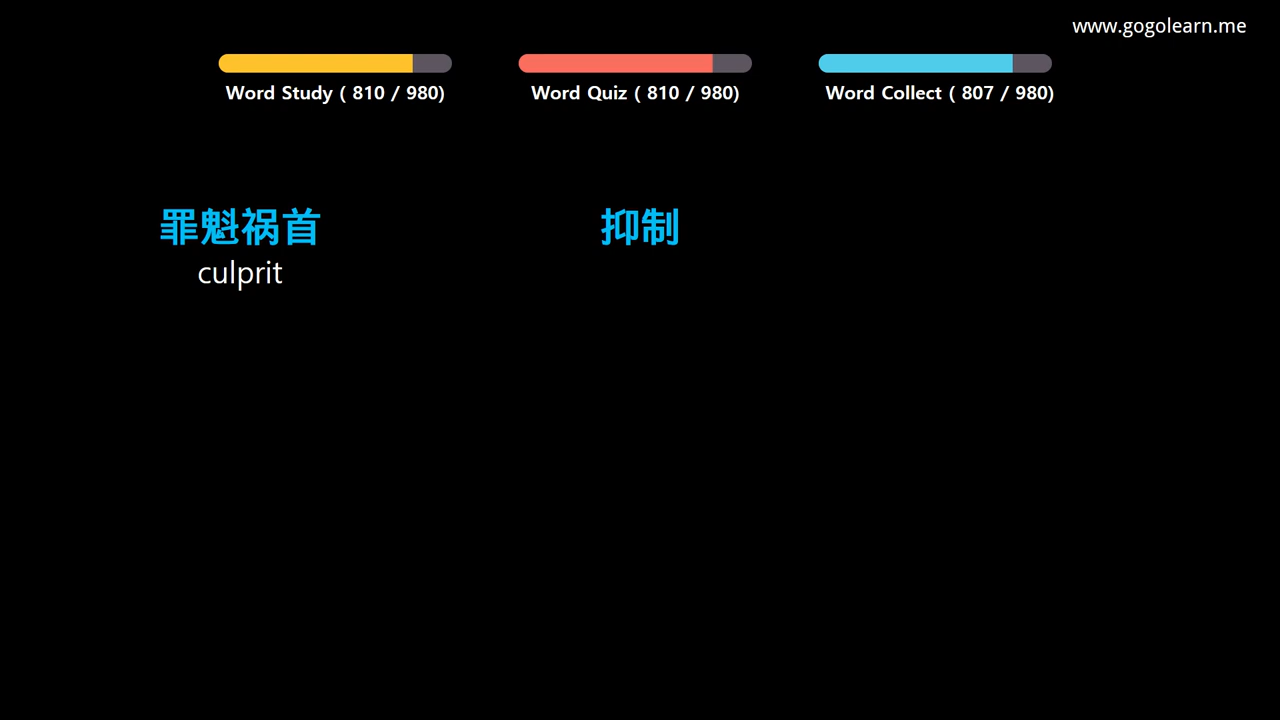 www.gogolearn.me
Word Study ( 810 / 980)
Word Quiz ( 810 / 980)
Word Collect ( 807 / 980)
罪魁祸首
culprit
抑制